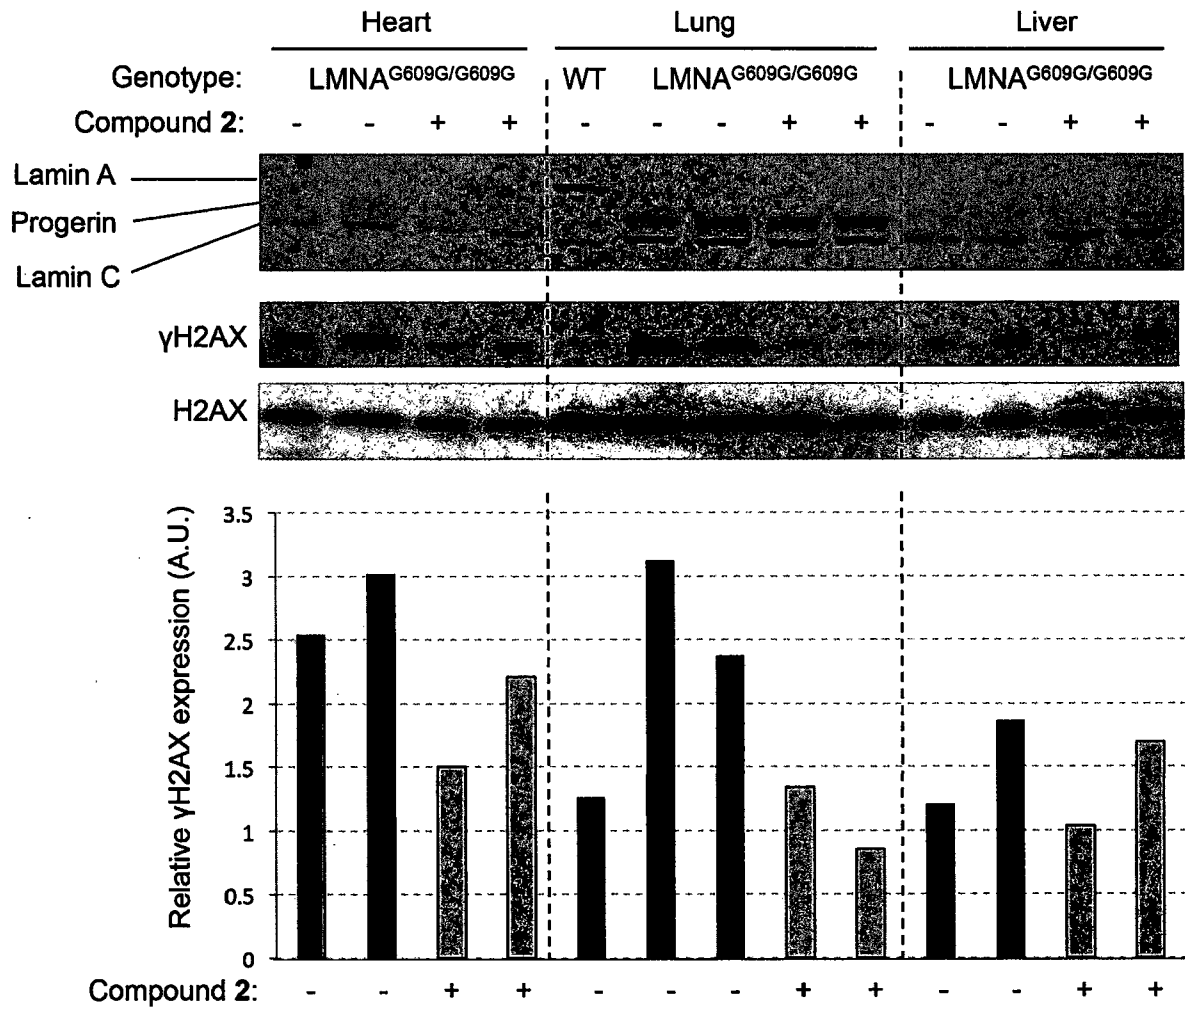 Heart Lung Liver
Genotype: LMNAG609G/G609G WT LMNAG609G/G609G LMNAG609G/G609G
Compound 2: - - + + - - - + + - - + +
Lamin A
Progerin
Lamin C
γH2AX
H2AX
Relative γH2AX expression (A.U.)
3.5
3
2.5
2
1.5
1
0.5
0
Compound 2: - - + + - - - + + - - + +